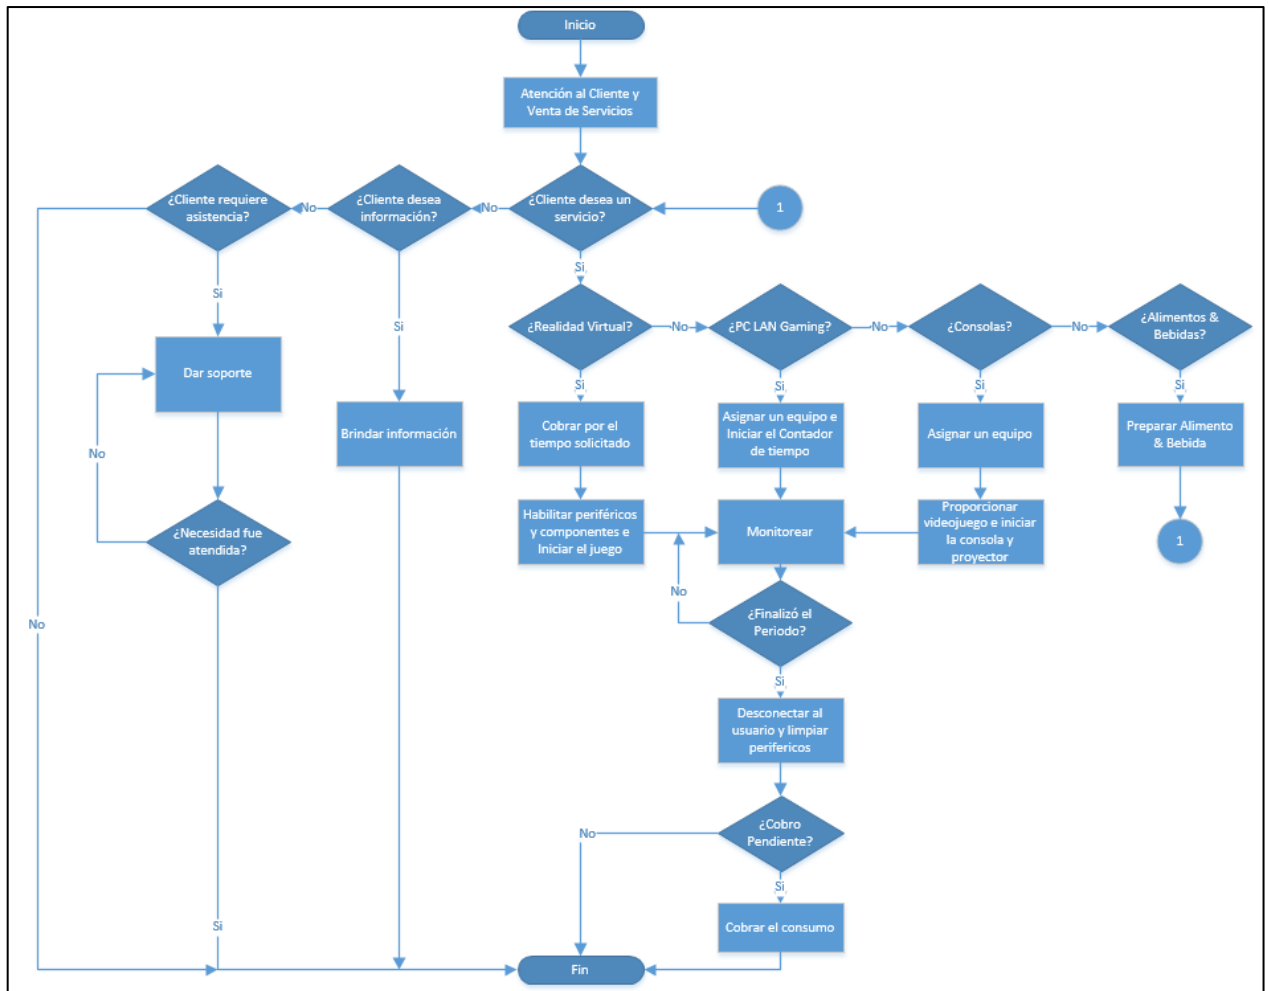 Inicio
Atención al Cliente y
Venta de Servicios
¿Cliente requiere
asistencia?
No
¿Cliente desea
información?
No
¿Cliente desea un
servicio?
1
Si
Si
Si
¿Realidad Virtual?
No
¿PC LAN Gaming?
No
¿Consolas?
No
¿Alimentos &
Bebidas?
Dar soporte
Si
Si
Si
Si
Brindar información
Cobrar por el
tiempo solicitado
Asignar un equipo e
Iniciar el Contador
de tiempo
Asignar un equipo
Preparar Alimento
& Bebida
No
¿Necesidad fue
atendida?
Habilitar periféricos
y componentes e
Iniciar el juego
Monitorear
Proporcionar
videojuego e iniciar
la consola y
proyector
1
No
No
¿Finalizó el
Periodo?
Si
Desconectar al
usuario y limpiar
perifericos
No
¿Cobro
Pendiente?
Si
Si
Cobrar el consumo
Fin